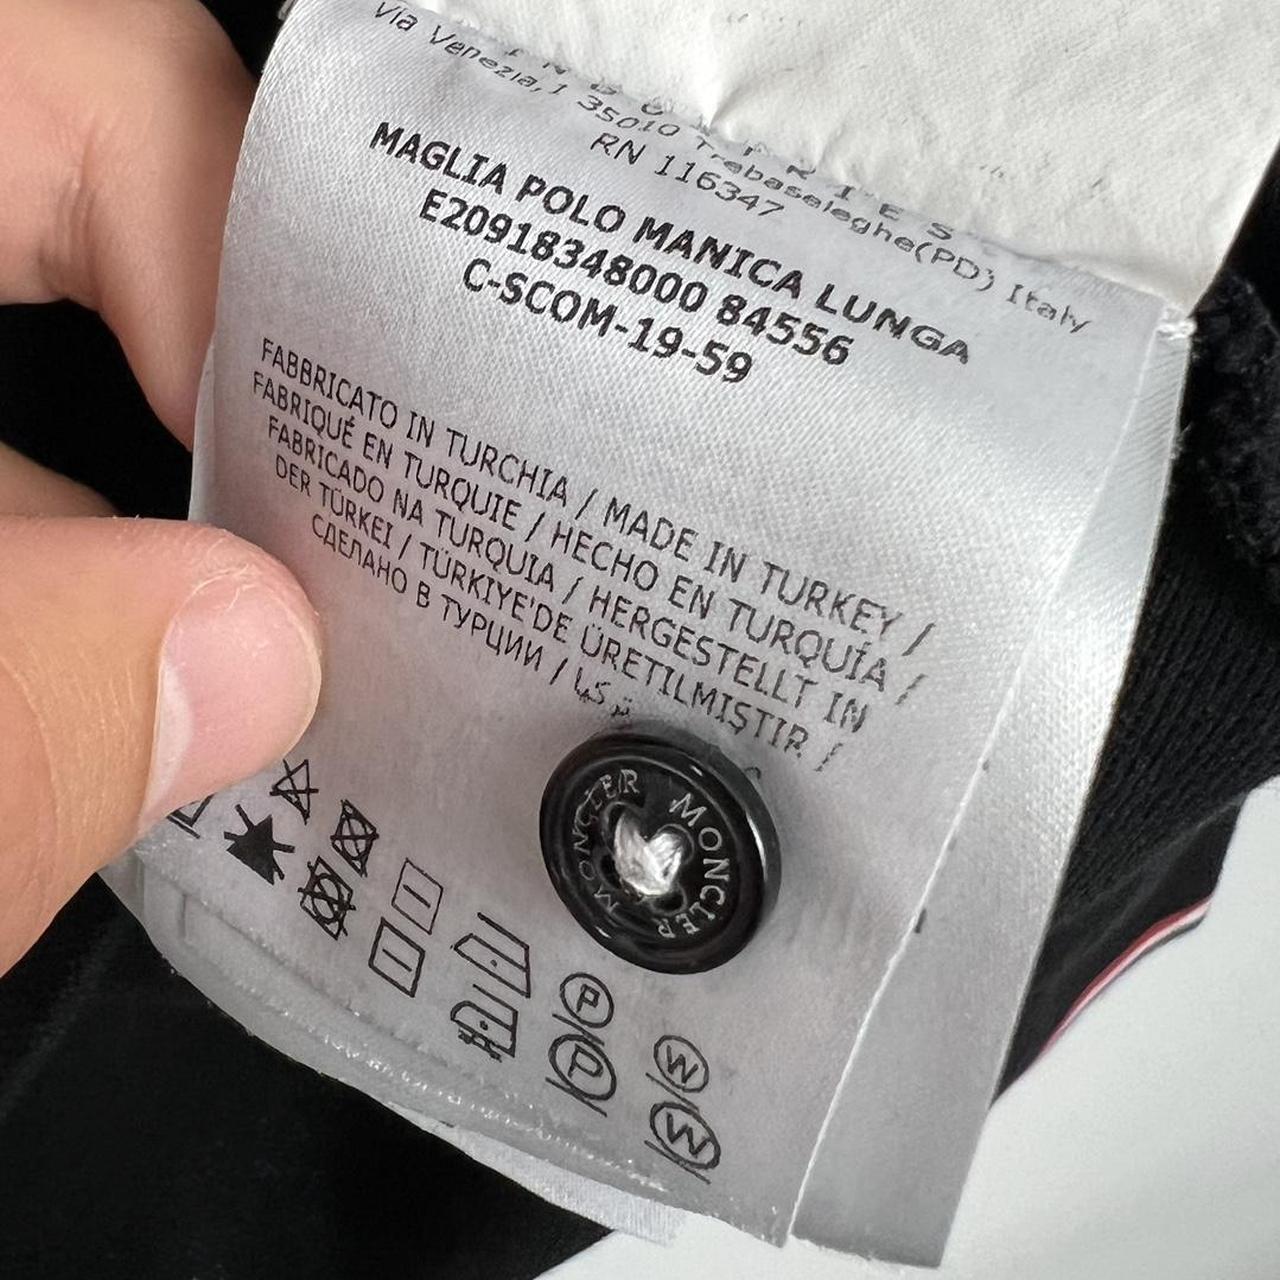 INDUSTRIES
Via Venezia,1 35010 Trebaseleghe(PD) Italy
RN 116347
MAGLIA POLO MANICA LUNGA
E20918348000 84556
C-SCOM-19-59
FABBRICATO IN TURCHIA / MADE IN TURKEY /
FABRIQUÉ EN TURQUIE / HECHO EN TURQUÍA /
FABRICADO NA TURQUIA / HERGESTELLT IN
DER TÜRKEI / TÜRKIYE'DE ÜRETILMIŞTIR /
СДЕЛАНО В ТУРЦИИ /
MONCLER MONCLER
P
P
W
W